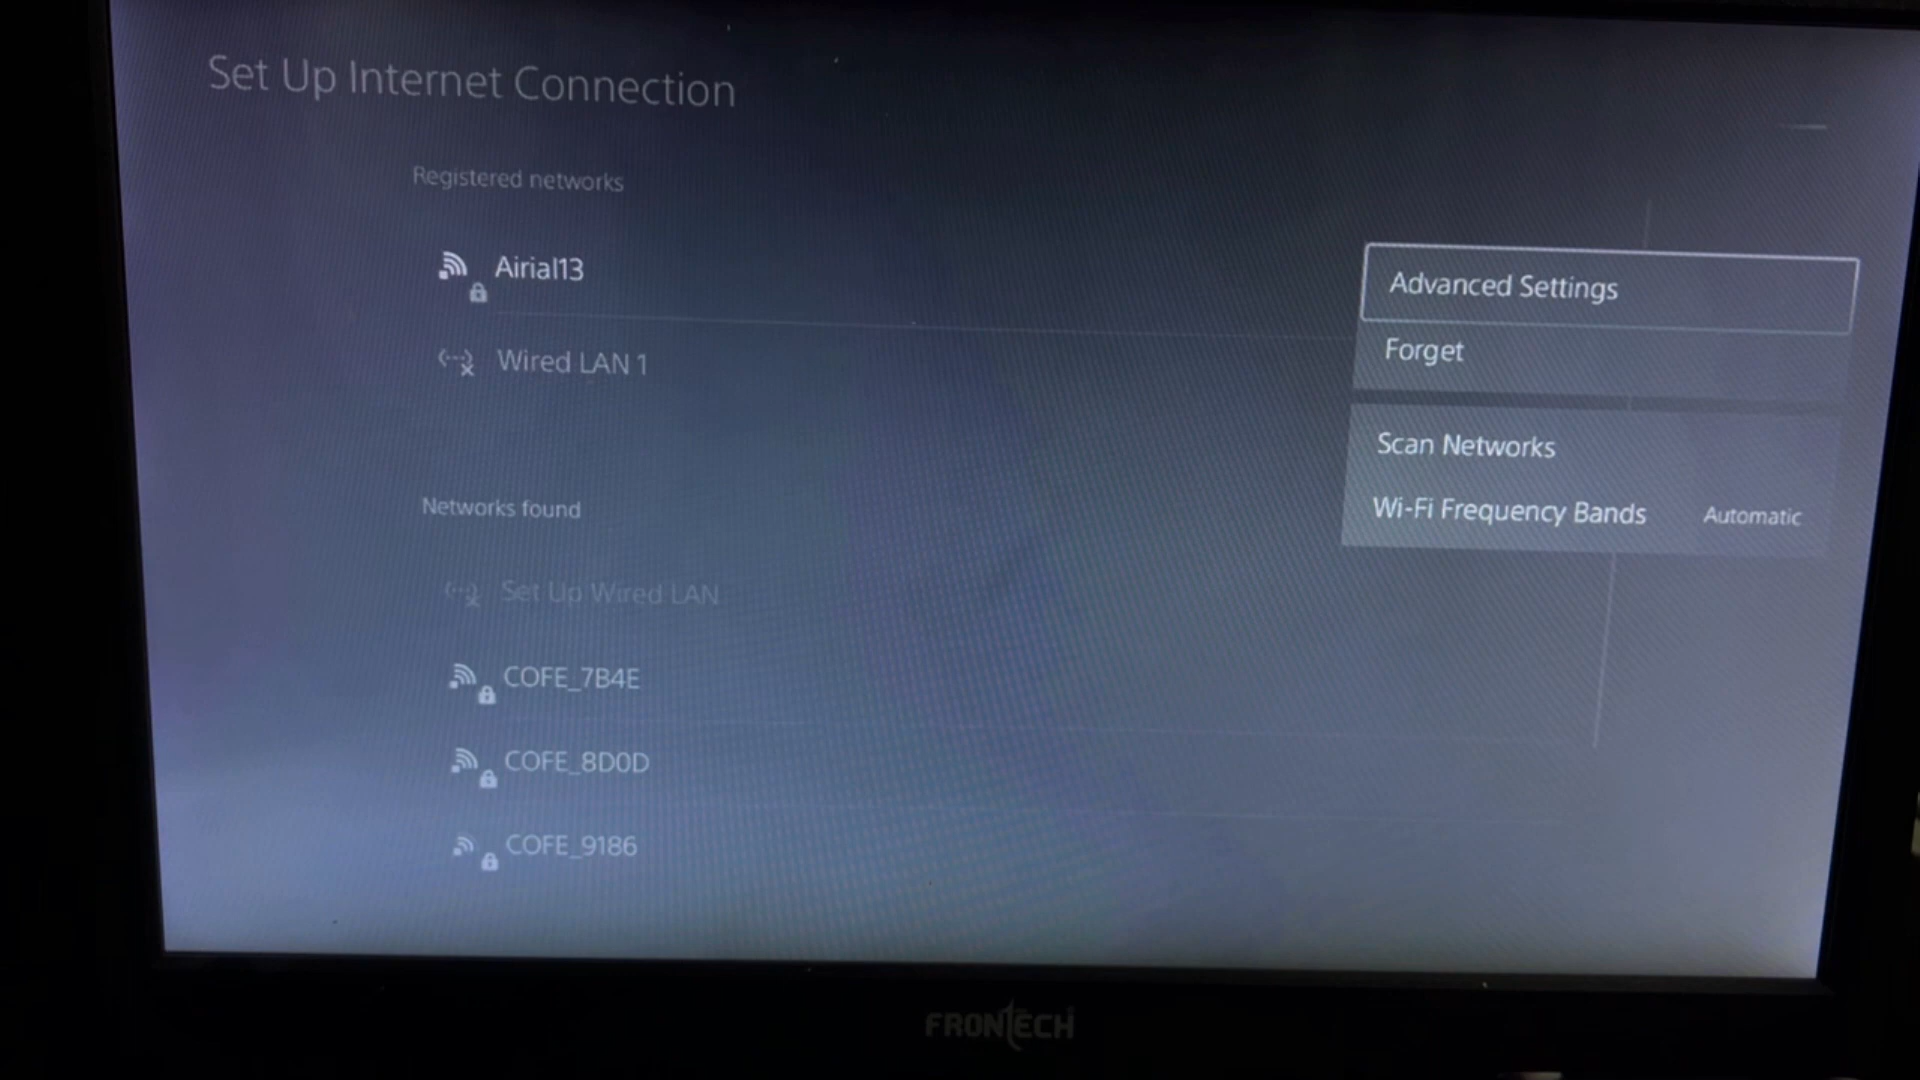 Set Up Internet Connection
Registered networks
Airial13
Wired LAN 1
Advanced Settings
Forget
Scan Networks
Wi-Fi Frequency Bands Automatic
Networks found
Set Up Wired LAN
COFE_7B4E
COFE_8D0D
COFE_9186
FRONTECH